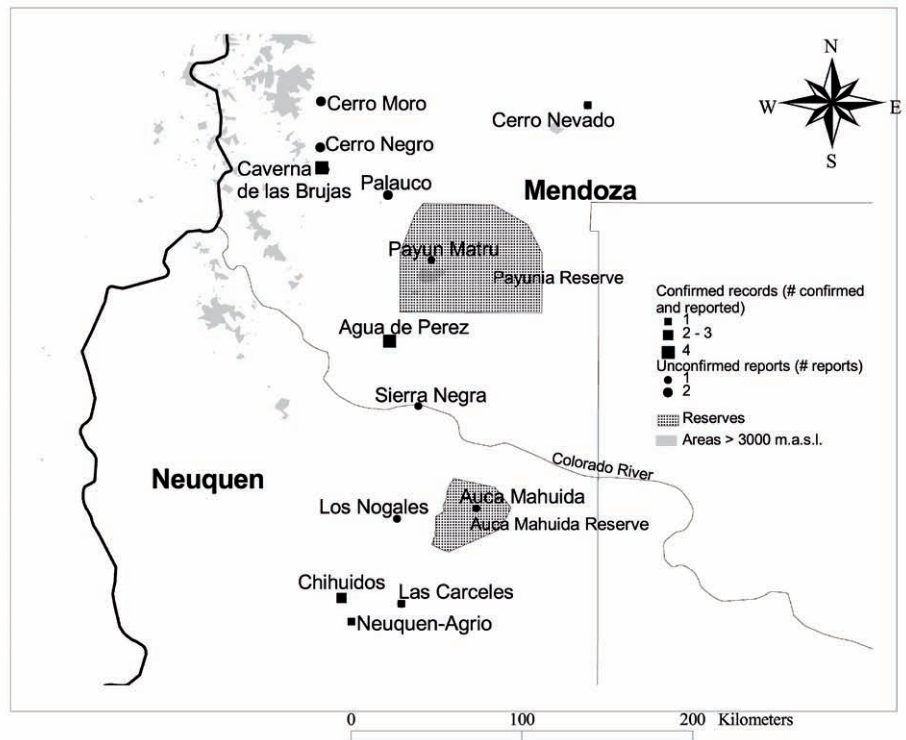 N
W
E
S
Cerro Moro
Cerro Nevado
Cerro Negro
Caverna
de las Brujas
Palauco
Mendoza
Payun Matru
Payunia Reserve
Agua de Perez
Sierra Negra
Colorado River
Neuquen
Auca Mahuida
Los Nogales
Auca Mahuida Reserve
Chihuidos
Las Carceles
Neuquen-Agrio
Confirmed records (# confirmed
and reported)
1
2 - 3
4
Unconfirmed reports (# reports)
1
2
Reserves
Areas > 3000 m.a.s.l.
0 100 200 Kilometers